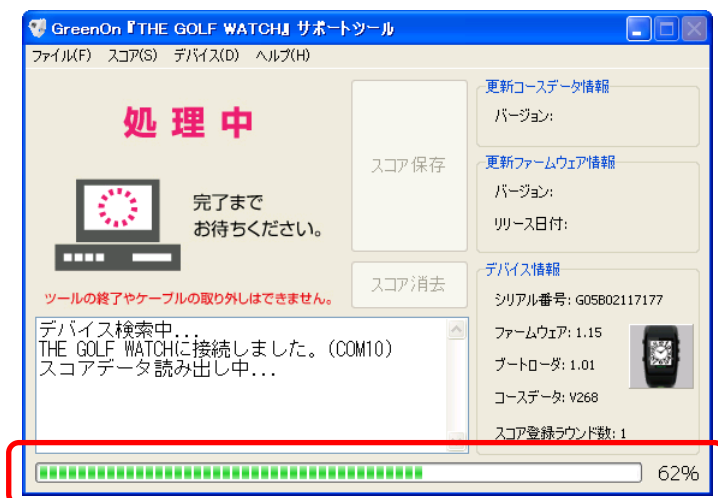 GreenOn『THE GOLF WATCH』サポートツール
ファイル(F) スコア(S) デバイス(D) ヘルプ(H)
処理中
完了まで
お待ちください。
ツールの終了やケーブルの取り外しはできません。
スコア保存
スコア消去
更新コースデータ情報
バージョン:
更新ファームウェア情報
バージョン:
リリース日付:
デバイス情報
シリアル番号: G05B02117177
ファームウェア: 1.15
ブートローダ: 1.01
コースデータ: V268
スコア登録ラウンド数: 1
デバイス検索中...
THE GOLF WATCHに接続しました。(COM10)
スコアデータ読み出し中...
62%